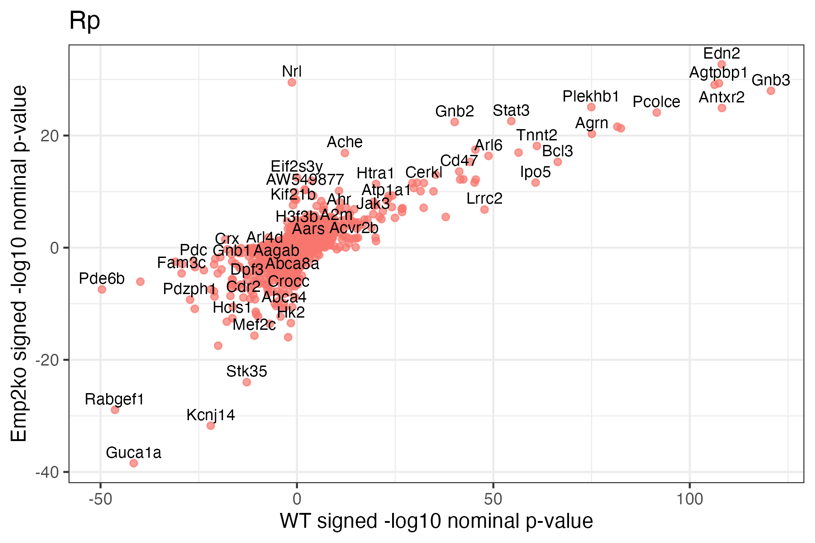 Rp
Edn2
Nrl
Agtpbp1
Gnb3
Plekhb1
Pcolce
Antxr2
Gnb2
Stat3
Agrn
Tnnt2
Ache
Arl6
Bcl3
Cd47
Eif2s3y
Htra1
Cerkl
Ipo5
AW549877
Atp1a1
Kif21b
Ahr
Jak3
Lrrc2
H3f3b
A2m
Aars
Acvr2b
Crx
Arl4d
Pdc
Gnb1
Aagab
Fam3c
Dpf3
Abca8a
Pde6b
Pdzph1
Cdr2
Crocc
Abca4
Hcls1
Hk2
Mef2c
Stk35
Rabgef1
Kcnj14
Guca1a
20
0
-20
-40
-50
0
50
100
Emp2ko signed -log10 nominal p-value
WT signed -log10 nominal p-value